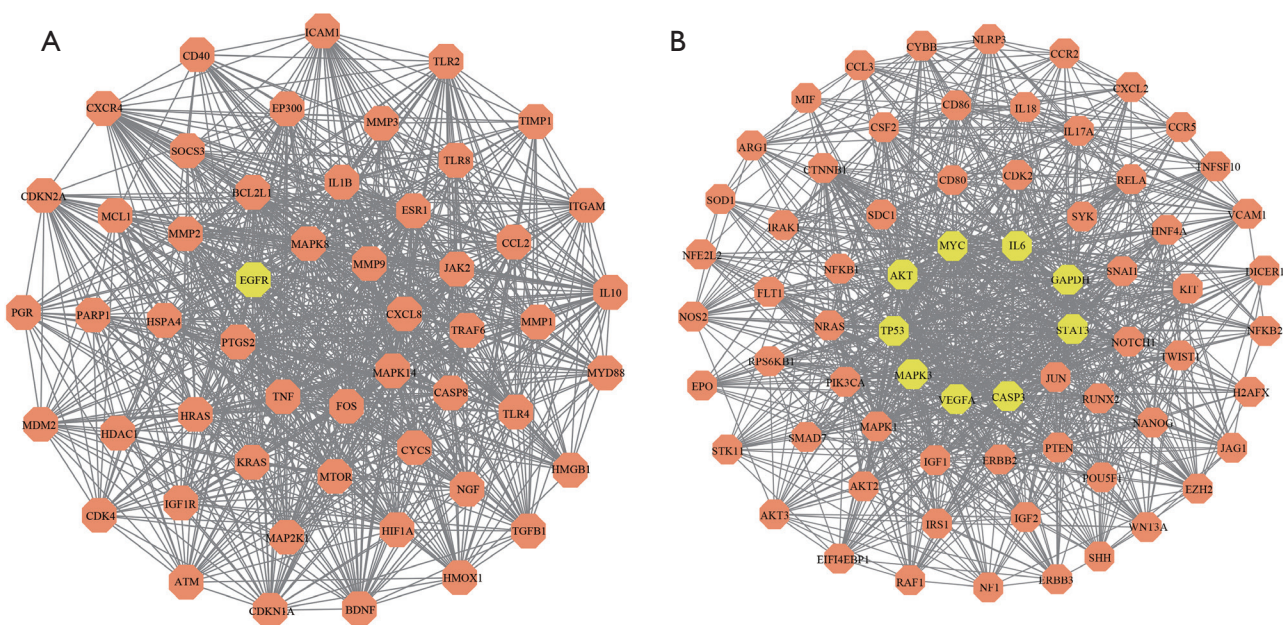 A
ICAM1
CD40
TLR2
CXCR4
EP300
MMP3
TIMP1
SOCS3
TLR8
CDKN2A
BCL2L1
IL1B
ESR1
ITGAM
MCL1
MMP2
MAPK8
CCL2
MMP9
JAK2
EGFR
IL10
PGR
PARP1
HSPA4
CXCL8
TRAF6
MMP1
PTGS2
MAPK14
MYD88
TNF
FOS
CASP8
TLR4
MDM2
HDAC1
HRAS
CYCS
KRAS
MTOR
NGF
HMGB1
CDK4
IGF1R
MAP2K1
HIF1A
TGFB1
ATM
HMOX1
CDKN1A
BDNF
B
NLRP3
CYBB
CCR2
CCL3
CXCL2
MIF
CD86
IL18
CSF2
IL17A
CCR5
ARG1
CTNNB1
TNFSF10
CD80
CDK2
RELA
SOD1
SDC1
SYK
VCAM1
IRAK1
HNF4A
MYC
IL6
NFE2L2
NFKB1
AKT
GAPDH
SNAI1
DICER1
FLT1
KIT
NOS2
NRAS
TP53
STAT3
NOTCH1
NFKB2
RPS6KB1
TWIST1
EPO
PIK3CA
MAPK3
JUN
VEGFA
CASP3
RUNX2
H2AFX
SMAD7
MAPK1
NANOG
STK11
PTEN
JAG1
IGF1
ERBB2
POU5F1
AKT2
EZH2
AKT3
IRS1
IGF2
WNT3A
EIFI4EBP1
SHH
RAF1
NF1
ERBB3